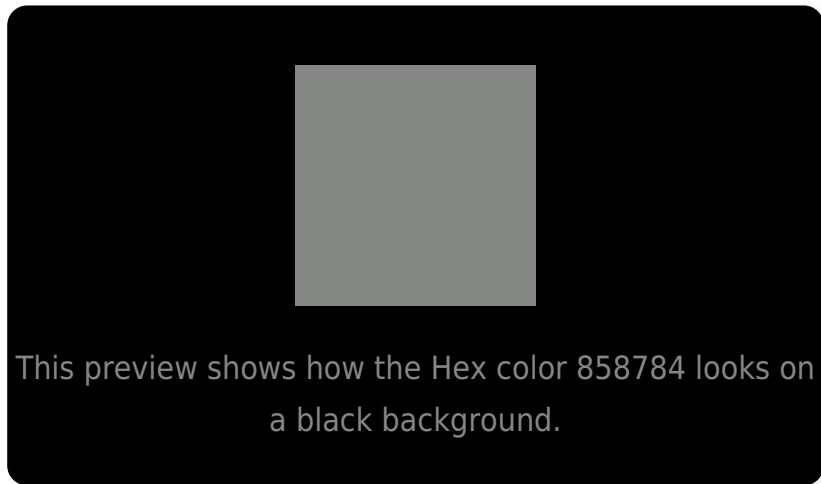 This preview shows how the Hex color 858784 looks on
a black background.